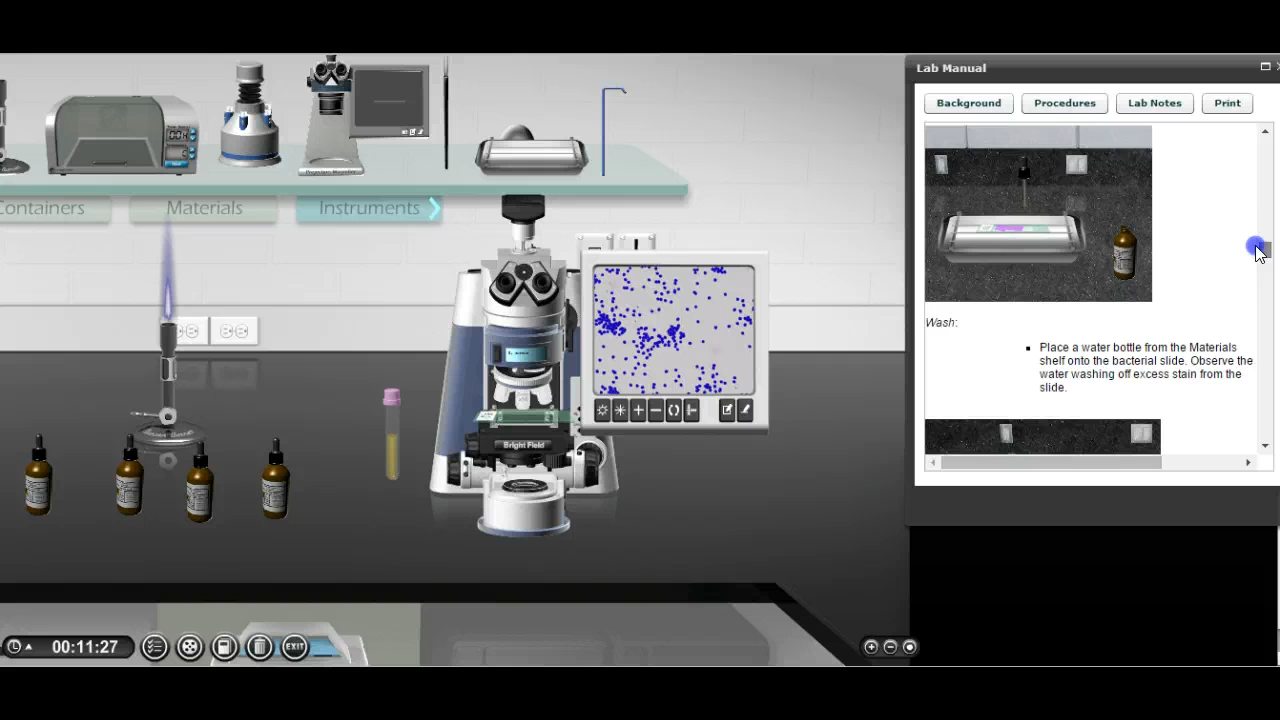 Lab Manual
Background
Procedures
Lab Notes
Print
Containers
Materials
Instruments
Wash:
Place a water bottle from the Materials
shelf onto the bacterial slide. Observe the
water washing off excess stain from the
slide.
Bright Field
00:11:27
EXIT